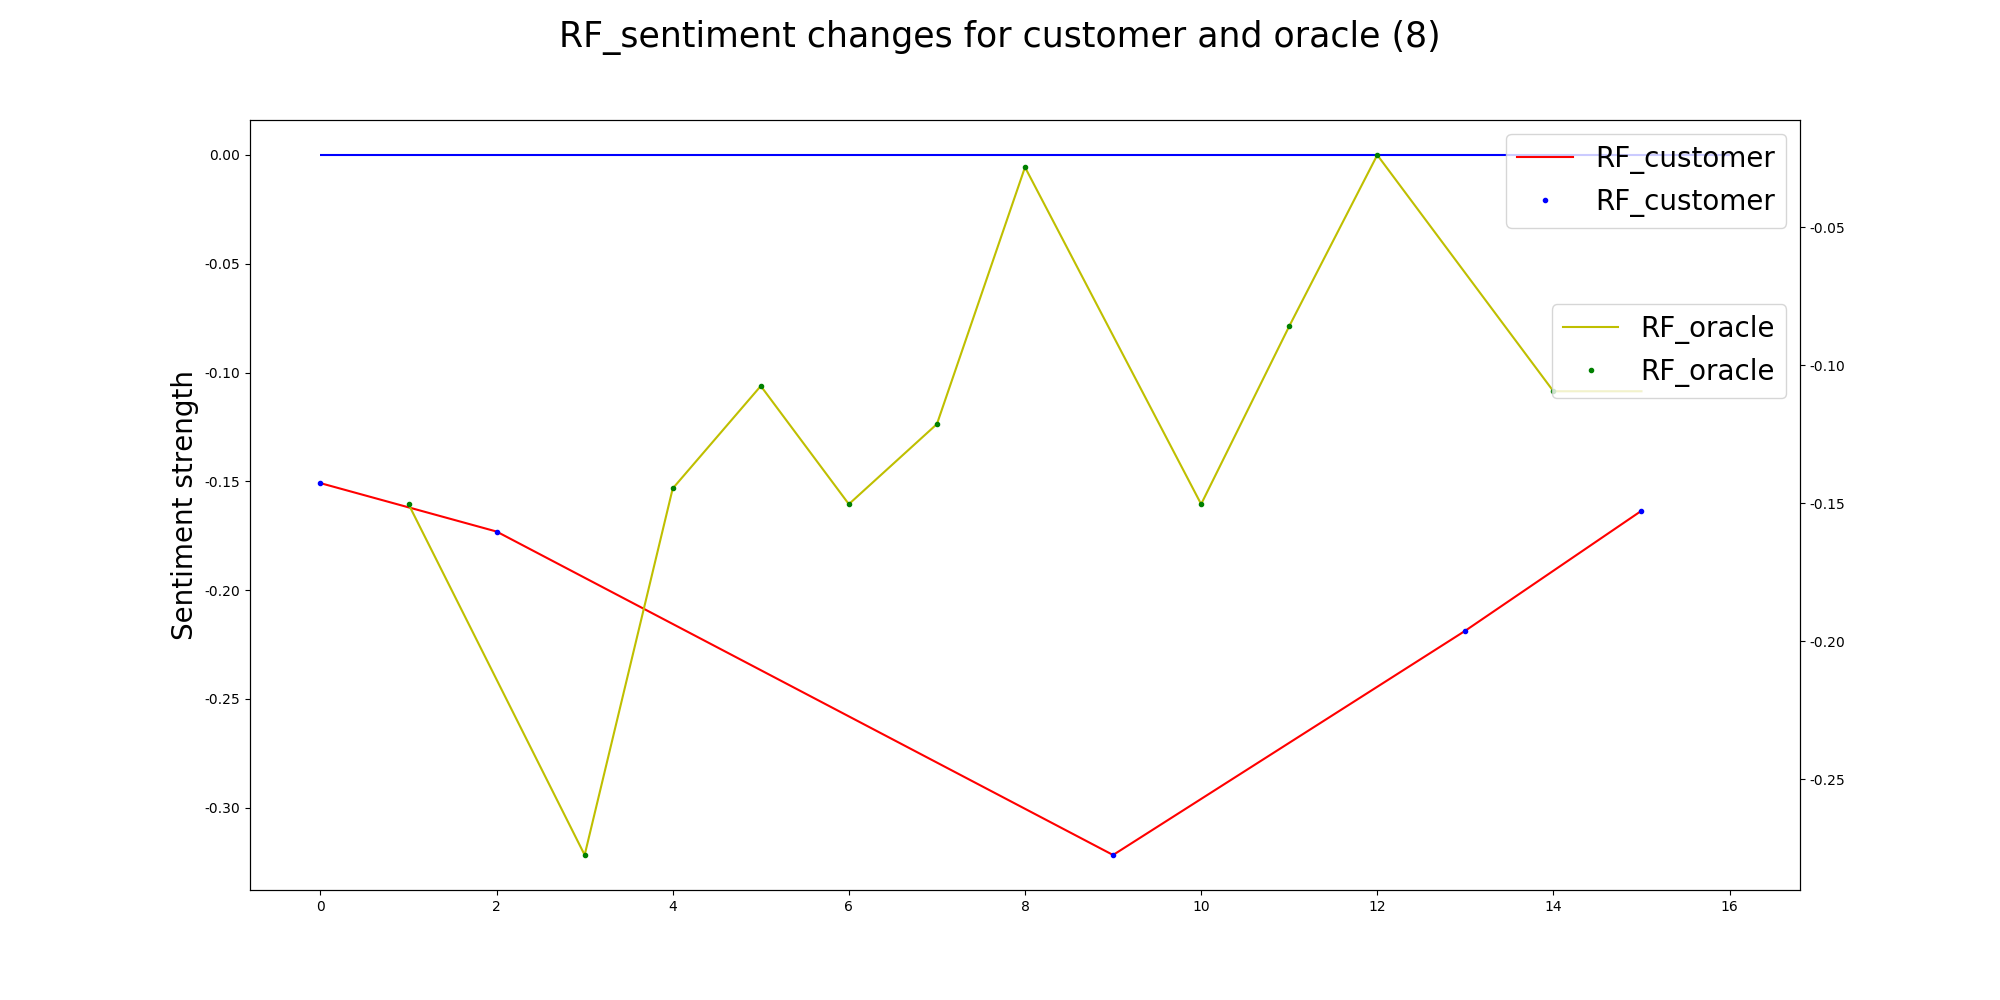 RF_sentiment changes for customer and oracle (8)
Sentiment strength
0.00
-0.05
-0.10
-0.15
-0.20
-0.25
-0.30
RF_customer
RF_customer
RF_oracle
RF_oracle
-0.05
-0.10
-0.15
-0.20
-0.25
0 2 4 6 8 10 12 14 16